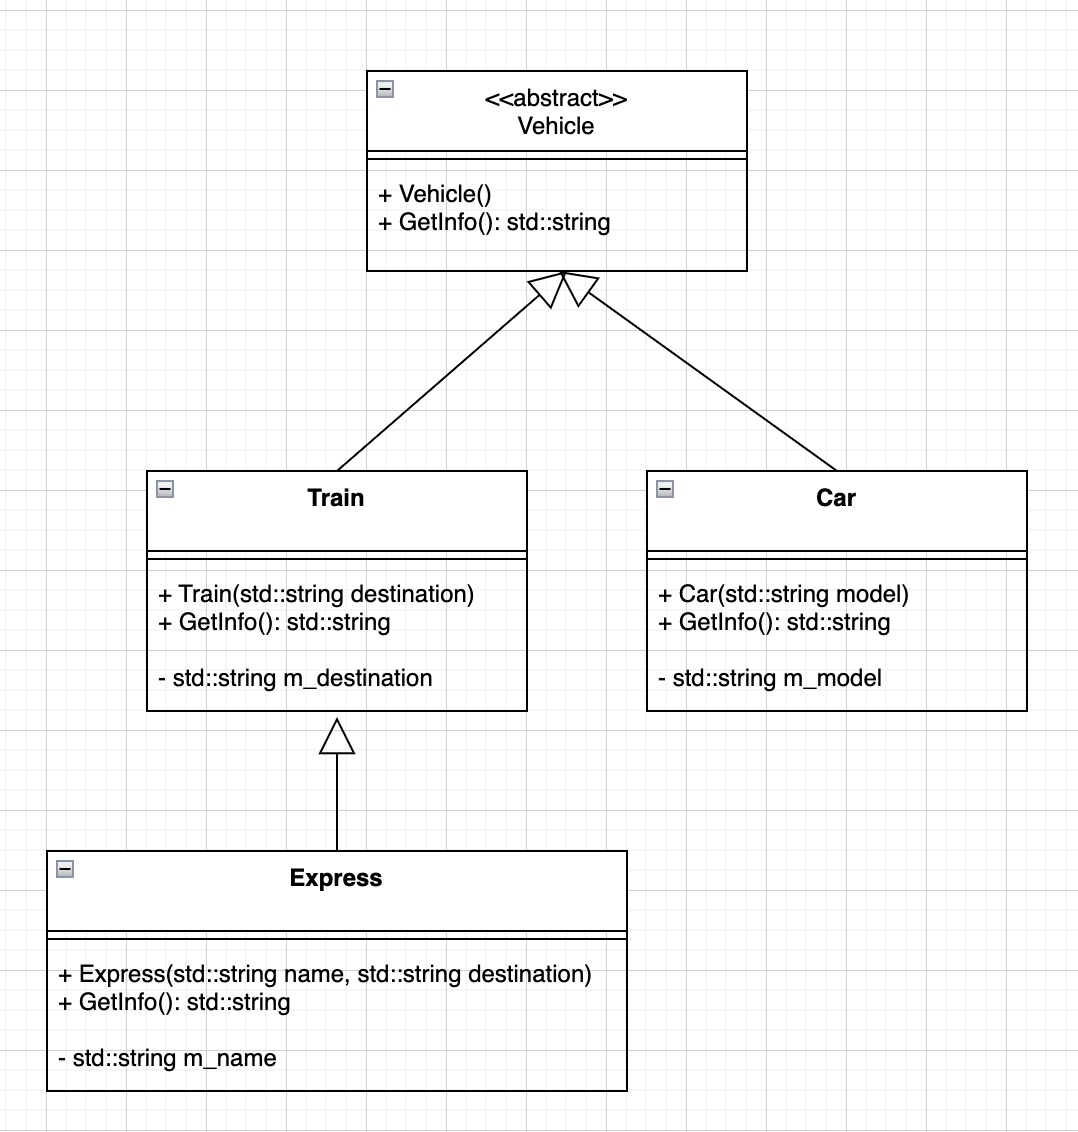 <<abstract>>
Vehicle
+ Vehicle()
+ GetInfo(): std::string
Train
+ Train(std::string destination)
+ GetInfo(): std::string
- std::string m_destination
Car
+ Car(std::string model)
+ GetInfo(): std::string
- std::string m_model
Express
+ Express(std::string name, std::string destination)
+ GetInfo(): std::string
- std::string m_name